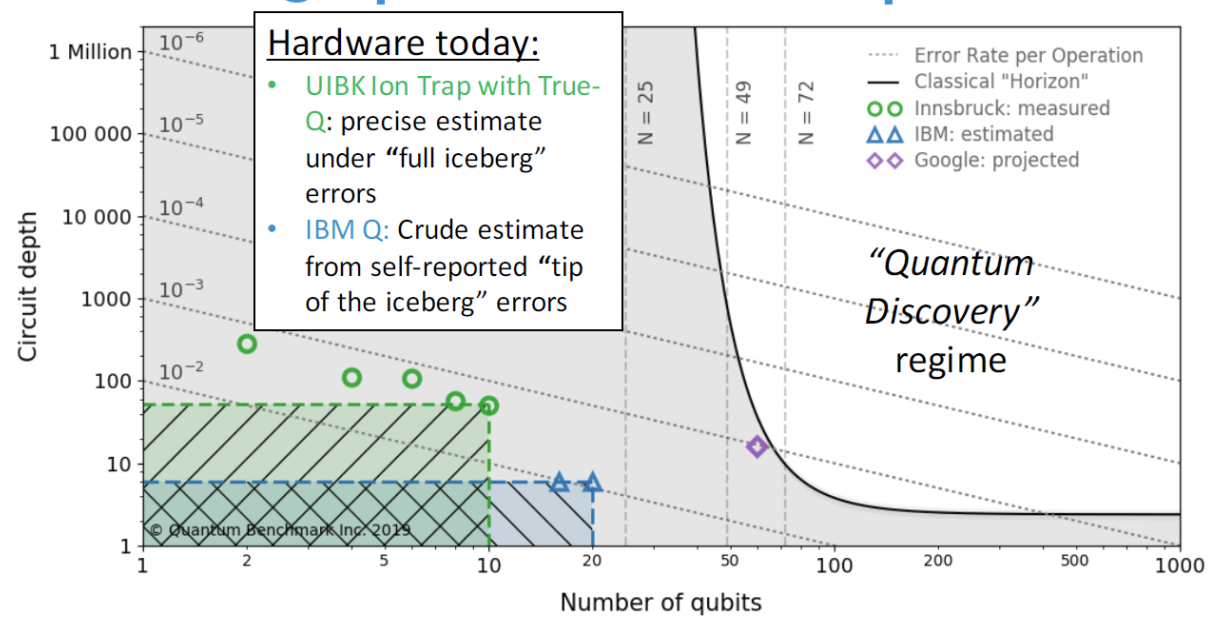 Hardware today:
• UIBK Ion Trap with True-
Q: precise estimate
under “full iceberg”
errors
• IBM Q: Crude estimate
from self-reported “tip
of the iceberg” errors
Error Rate per Operation
Classical "Horizon"
Innsbruck: measured
IBM: estimated
Google: projected
N = 25
N = 49
N = 72
“Quantum
Discovery”
regime
10⁻⁶
10⁻⁵
10⁻⁴
10⁻³
10⁻²
Circuit depth
1 Million
100 000
10 000
1000
100
10
1
© Quantum Benchmark Inc. 2019
1 2 5 10 20 50 100 200 500 1000
Number of qubits